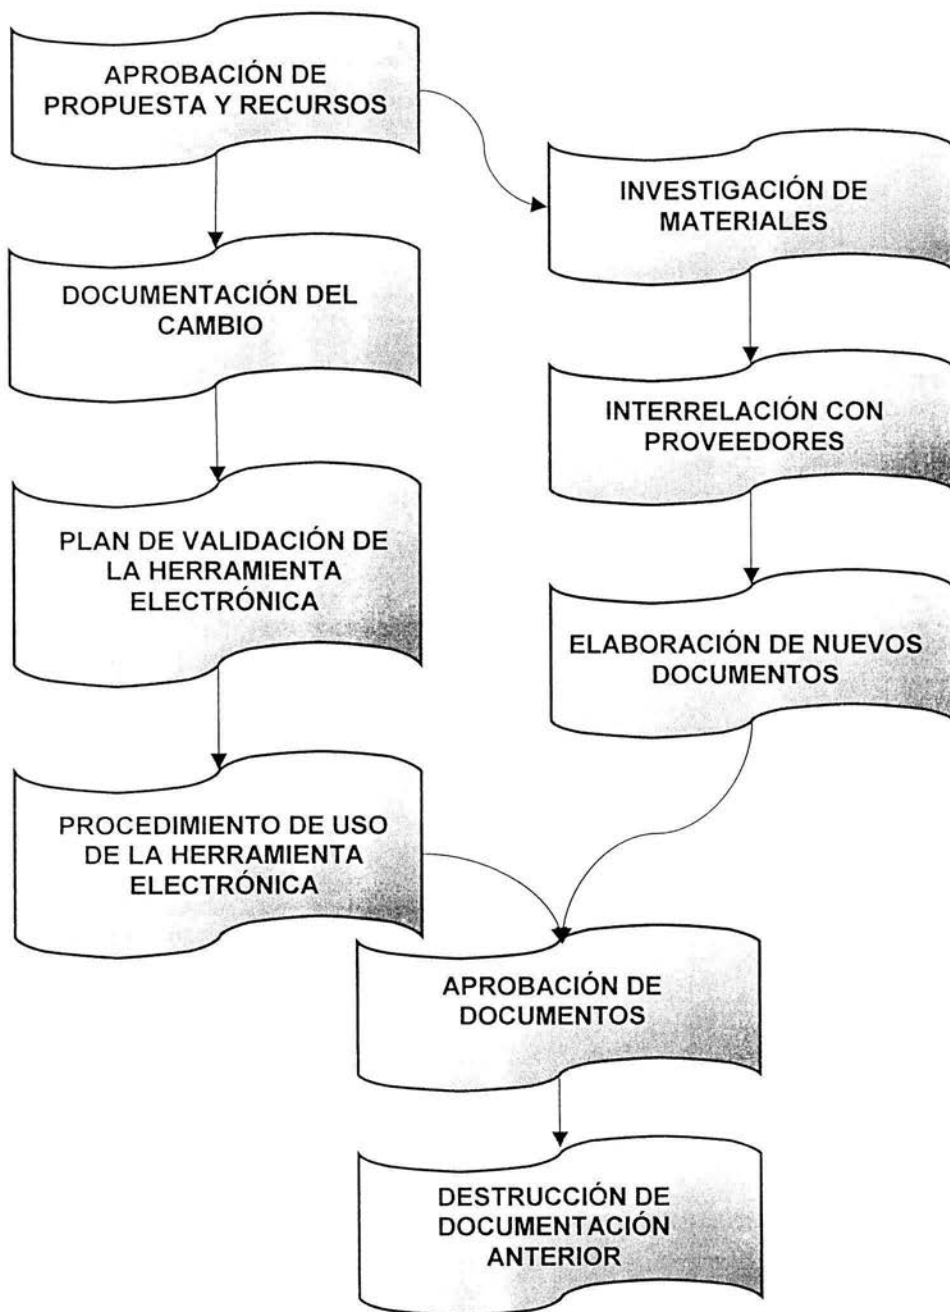 APROBACIÓN DE
PROPUESTA Y RECURSOS
INVESTIGACIÓN DE
MATERIALES
DOCUMENTACIÓN DEL
CAMBIO
INTERRELACIÓN CON
PROVEEDORES
PLAN DE VALIDACIÓN DE
LA HERRAMIENTA
ELECTRÓNICA
ELABORACIÓN DE NUEVOS
DOCUMENTOS
PROCEDIMIENTO DE USO
DE LA HERRAMIENTA
ELECTRÓNICA
APROBACIÓN DE
DOCUMENTOS
DESTRUCCIÓN DE
DOCUMENTACIÓN
ANTERIOR